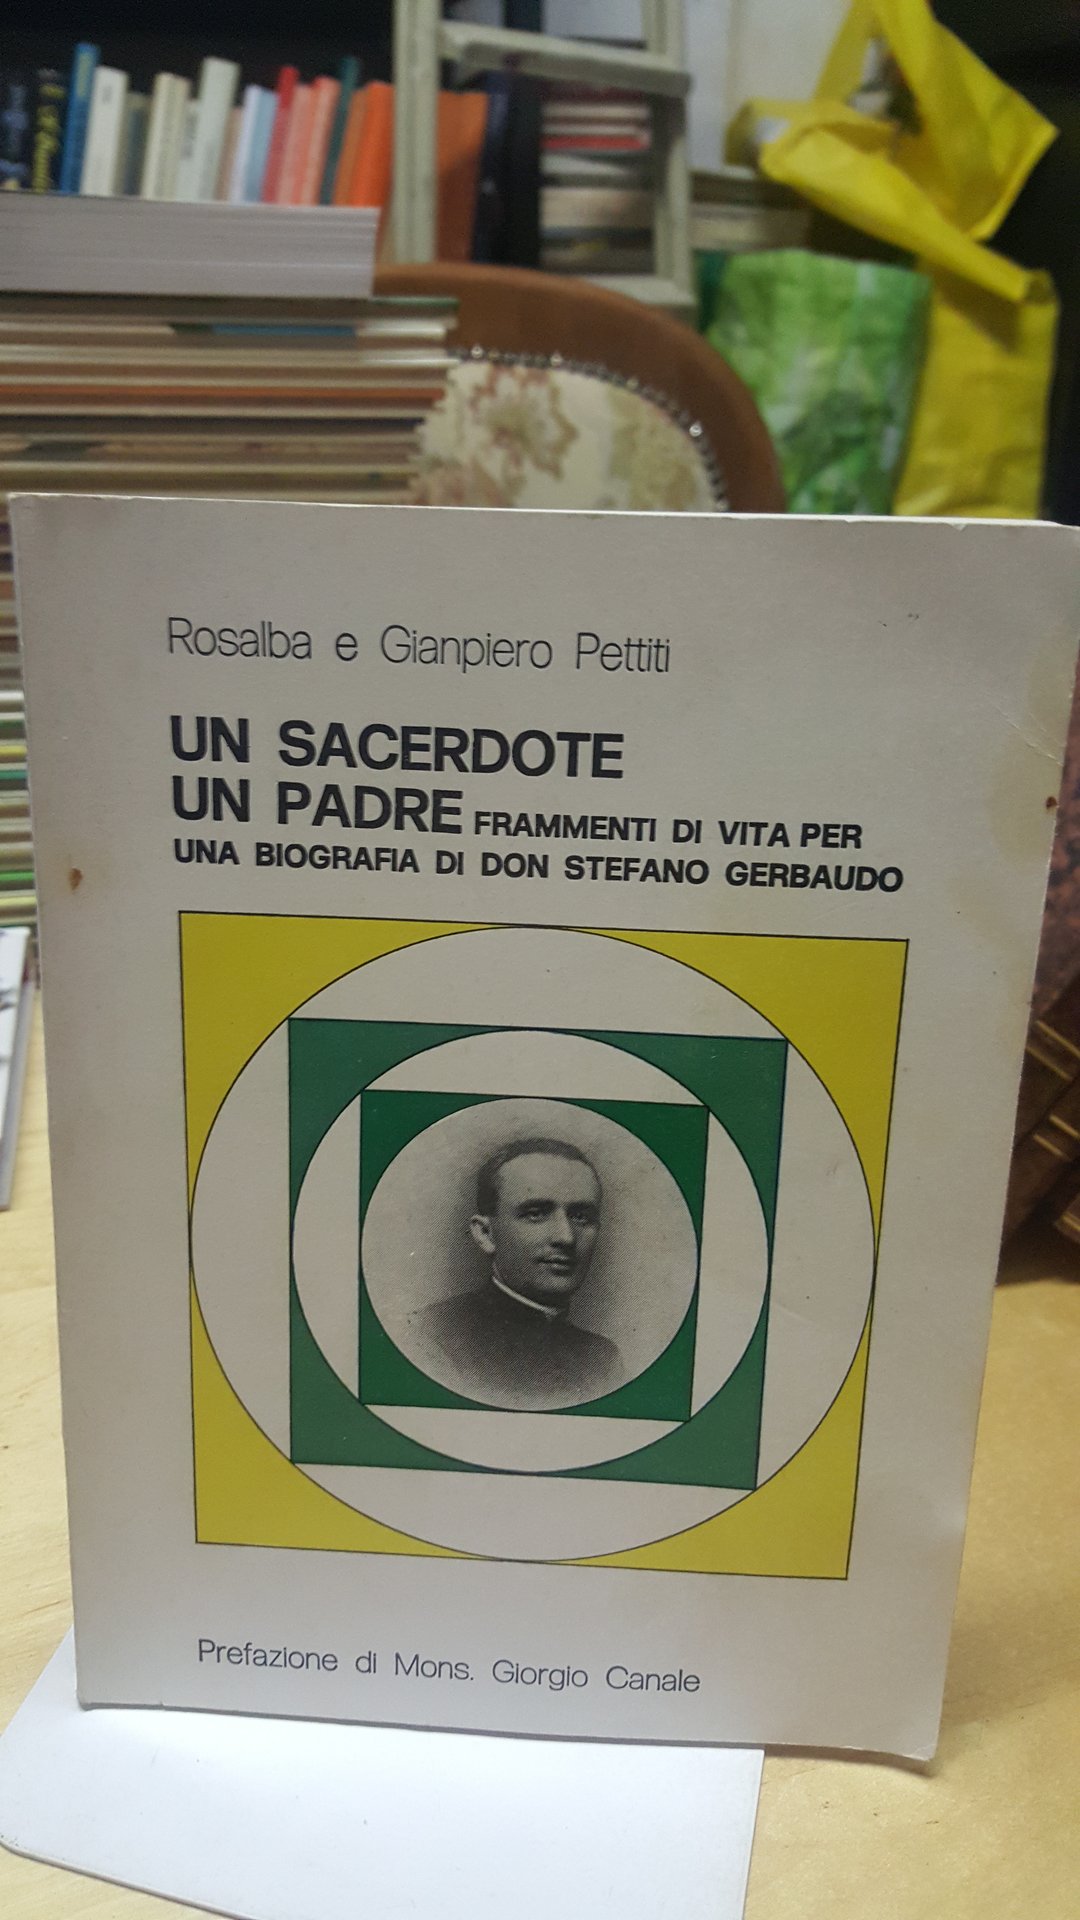 Rosalba e Gianpiero Pettiti
UN SACERDOTE
UN PADRE FRAMMENTI DI VITA PER
UNA BIOGRAFIA DI DON STEFANO GERBAUDO
Prefazione di Mons. Giorgio Canale